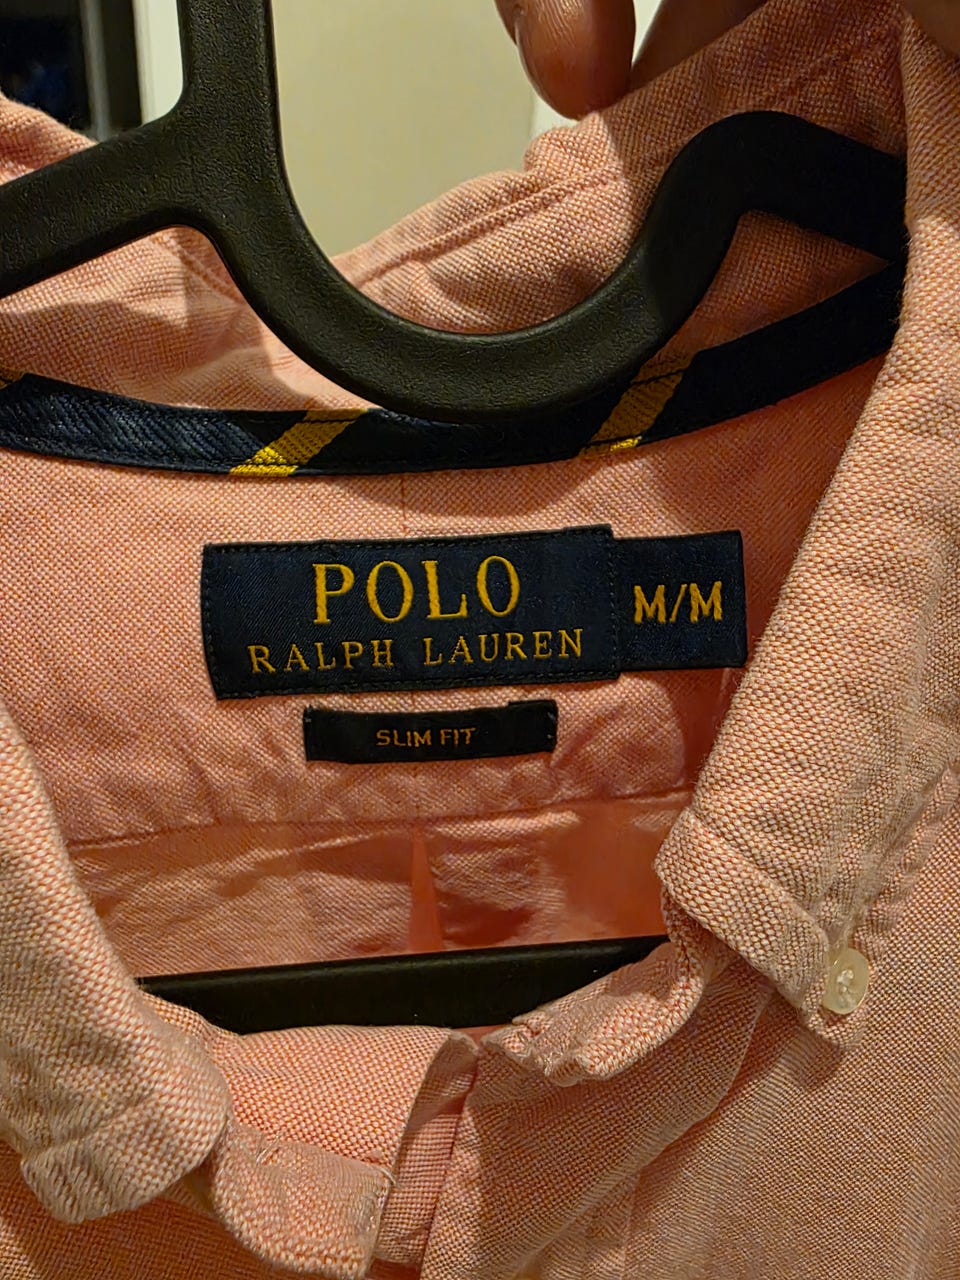 POLO
RALPH LAUREN
M/M
SLIM FIT